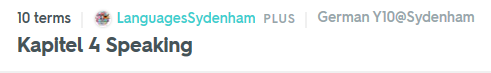 10 terms LanguagesSydenham PLUS German Y10@Sydenham
Kapitel 4 Speaking